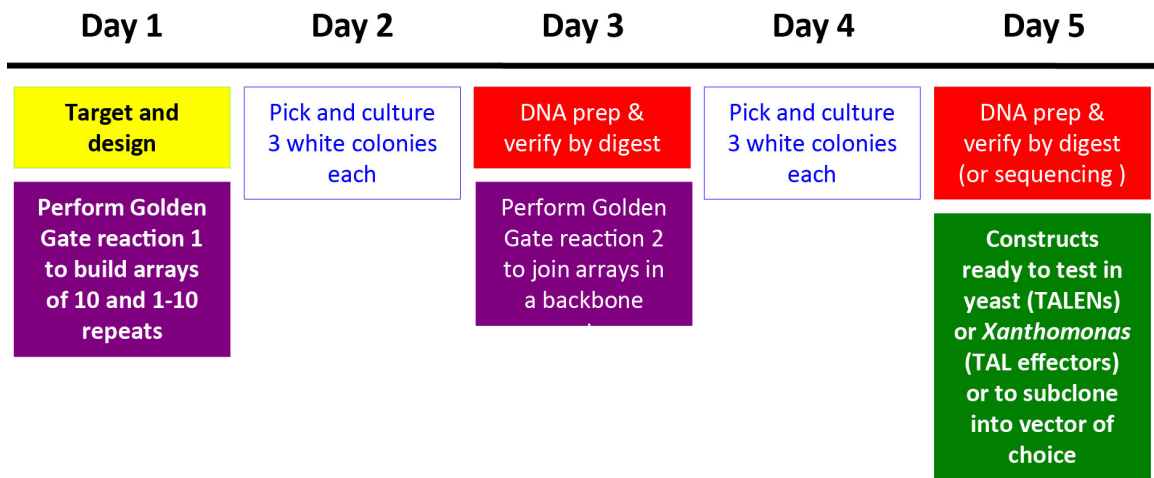 Day 1
Day 2
Day 3
Day 4
Day 5
Target and
design
Perform Golden
Gate reaction 1
to build arrays
of 10 and 1-10
repeats
Pick and culture
3 white colonies
each
DNA prep &
verify by digest
Perform Golden
Gate reaction 2
to join arrays in
a backbone
Pick and culture
3 white colonies
each
DNA prep &
verify by digest
(or sequencing )
Constructs
ready to test in
yeast (TALENs)
or Xanthomonas
(TAL effectors)
or to subclone
into vector of
choice